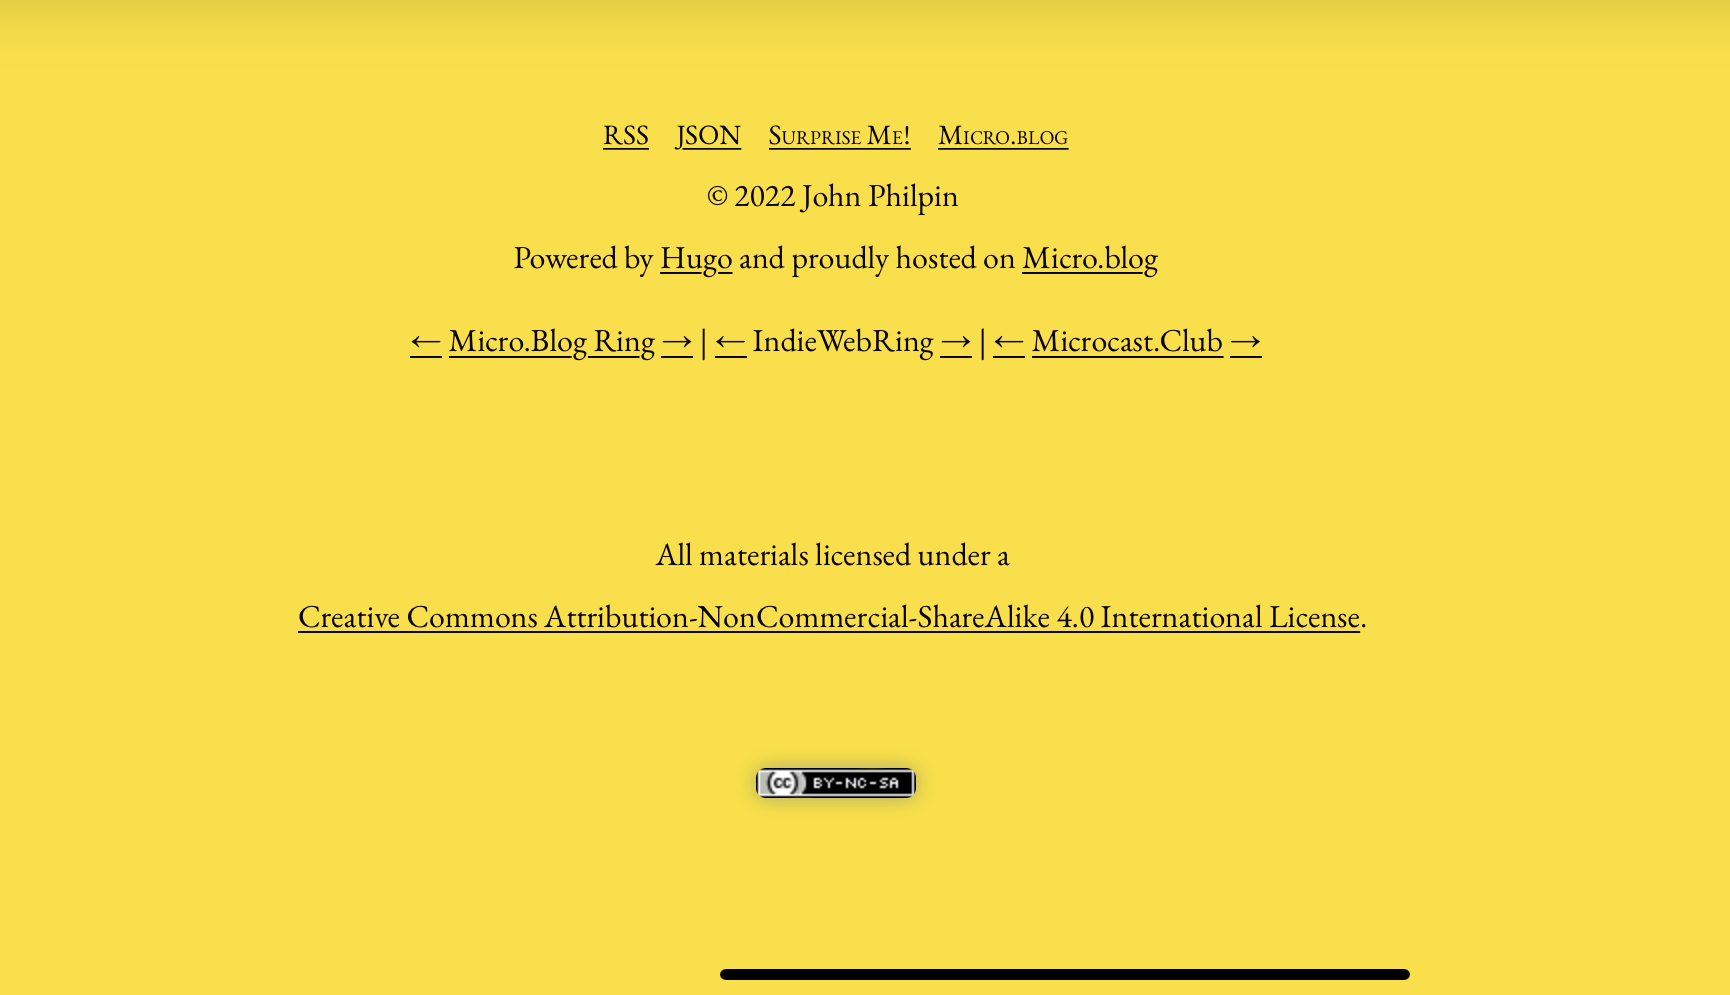 RSS JSON Surprise Me! Micro.blog
© 2022 John Philpin
Powered by Hugo and proudly hosted on Micro.blog
← Micro.Blog Ring → | ← IndieWebRing → | ← Microcast.Club →
All materials licensed under a
Creative Commons Attribution-NonCommercial-ShareAlike 4.0 International License.
cc BY-NC-SA